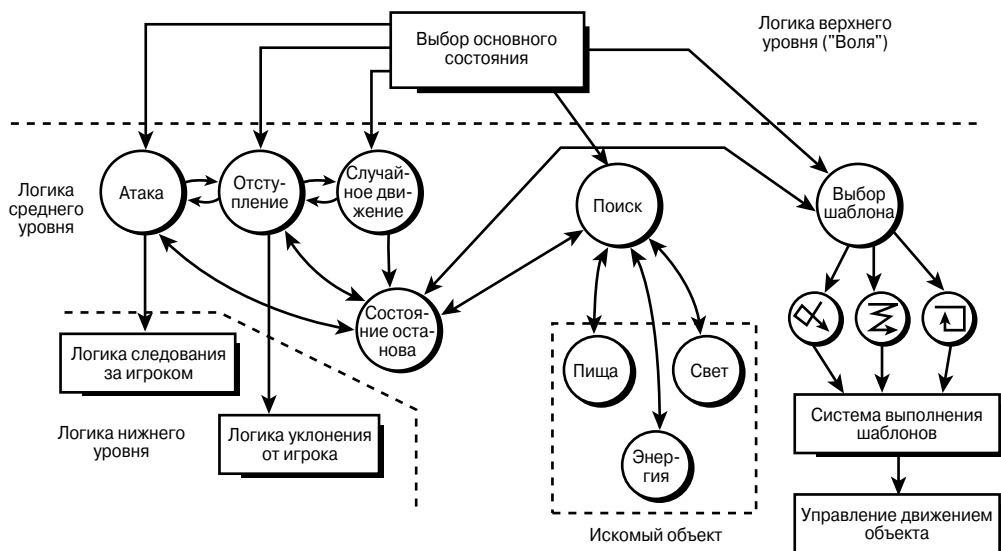 Выбор основного
состояния
Логика верхнего
уровня ("Воля")
Логика
среднего
уровня
Атака
Отсту-
пление
Случай-
ное дви-
жение
Поиск
Выбор
шаблона
Состоя-
ние оста-
нова
Логика следования
за игроком
Логика нижнего
уровня
Логика уклонения
от игрока
Пища
Свет
Энер-
гия
Искомый объект
Система выполнения
шаблонов
Управление движением
объекта